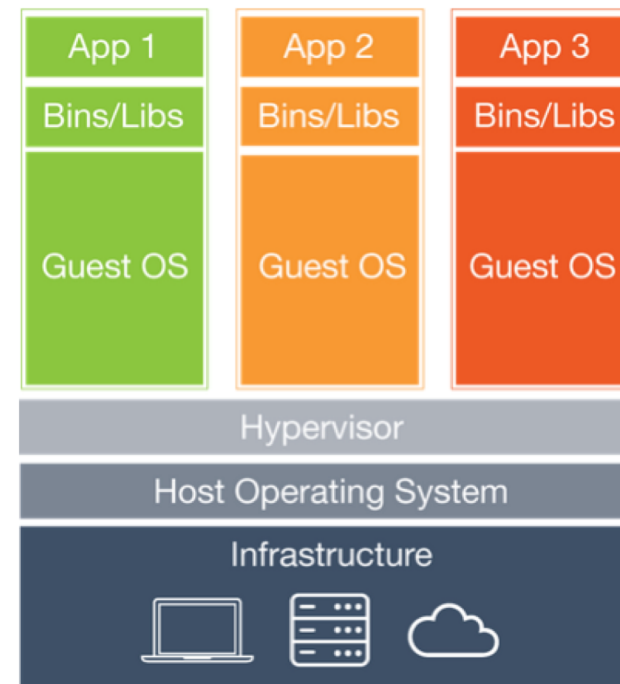 App 1
App 2
App 3
Bins/Libs
Bins/Libs
Bins/Libs
Guest OS
Guest OS
Guest OS
Hypervisor
Host Operating System
Infrastructure